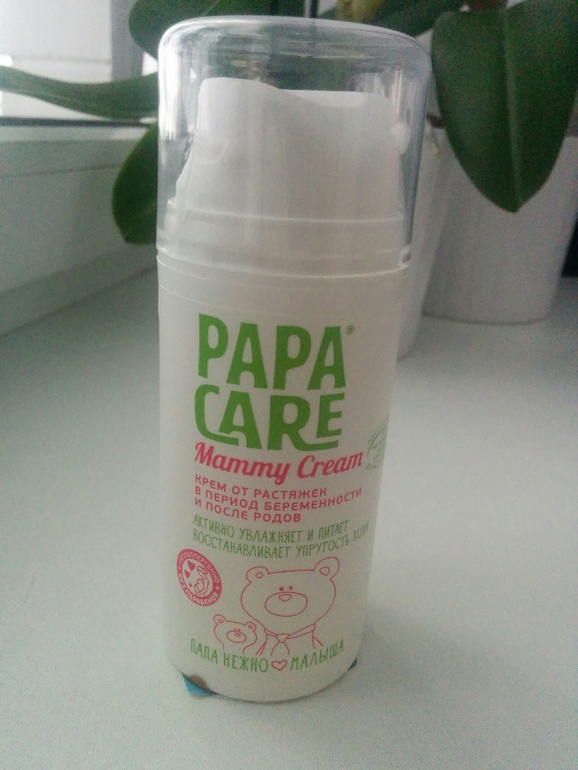 PAPA®
CARE
Mammy Cream
КРЕМ ОТ РАСТЯЖЕК
В ПЕРИОД БЕРЕМЕННОСТИ
И ПОСЛЕ РОДОВ
АКТИВНО УВЛАЖНЯЕТ И ПИТАЕТ
ВОССТАНАВЛИВАЕТ УПРУГОСТЬ КОЖИ
ПАПА НЕЖНО МАЛЫША